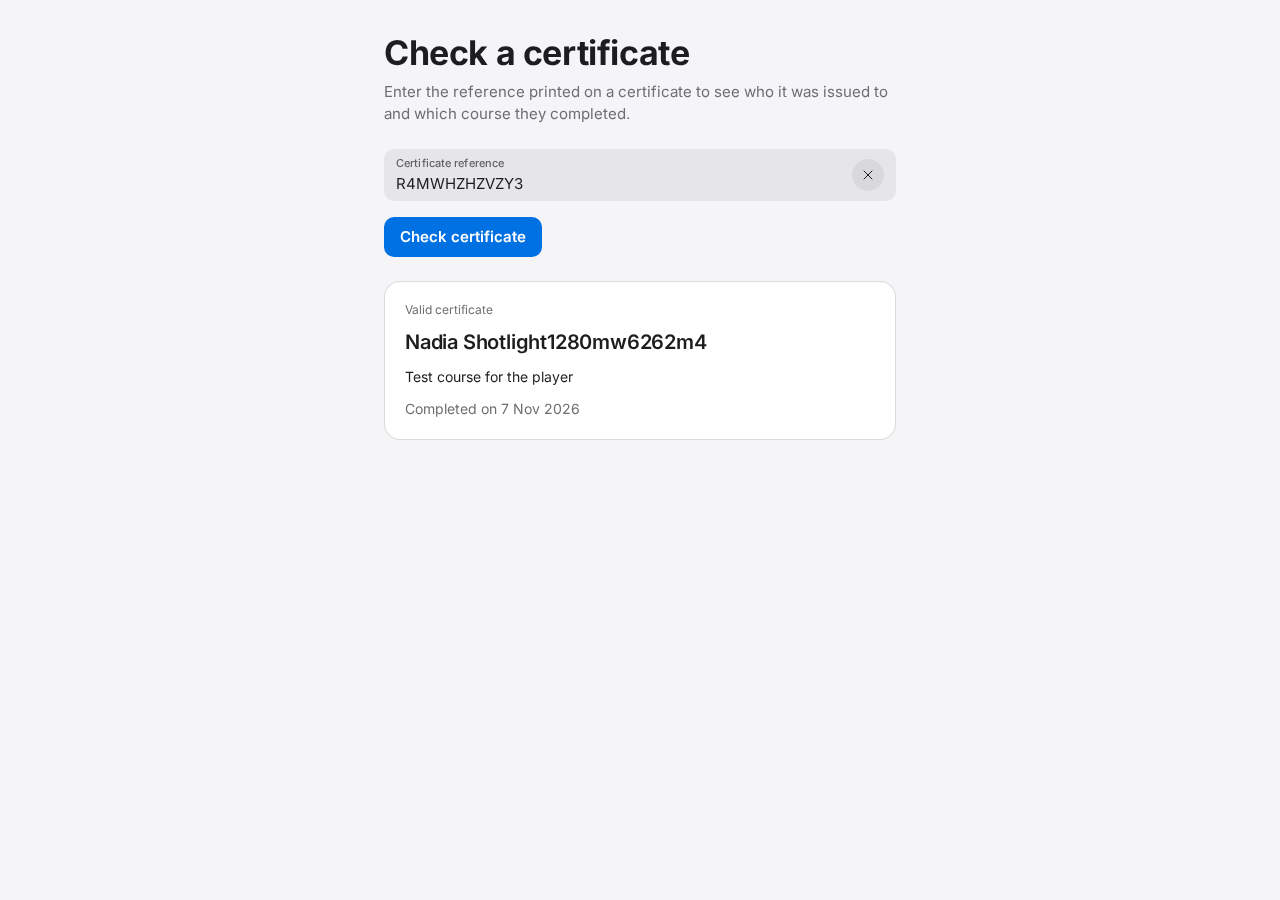 Check a certificate
Enter the reference printed on a certificate to see who it was issued to
and which course they completed.
Certificate reference
R4MWHZHZVZY3
Check certificate
Valid certificate
Nadia Shotlight1280mw6262m4
Test course for the player
Completed on 7 Nov 2026